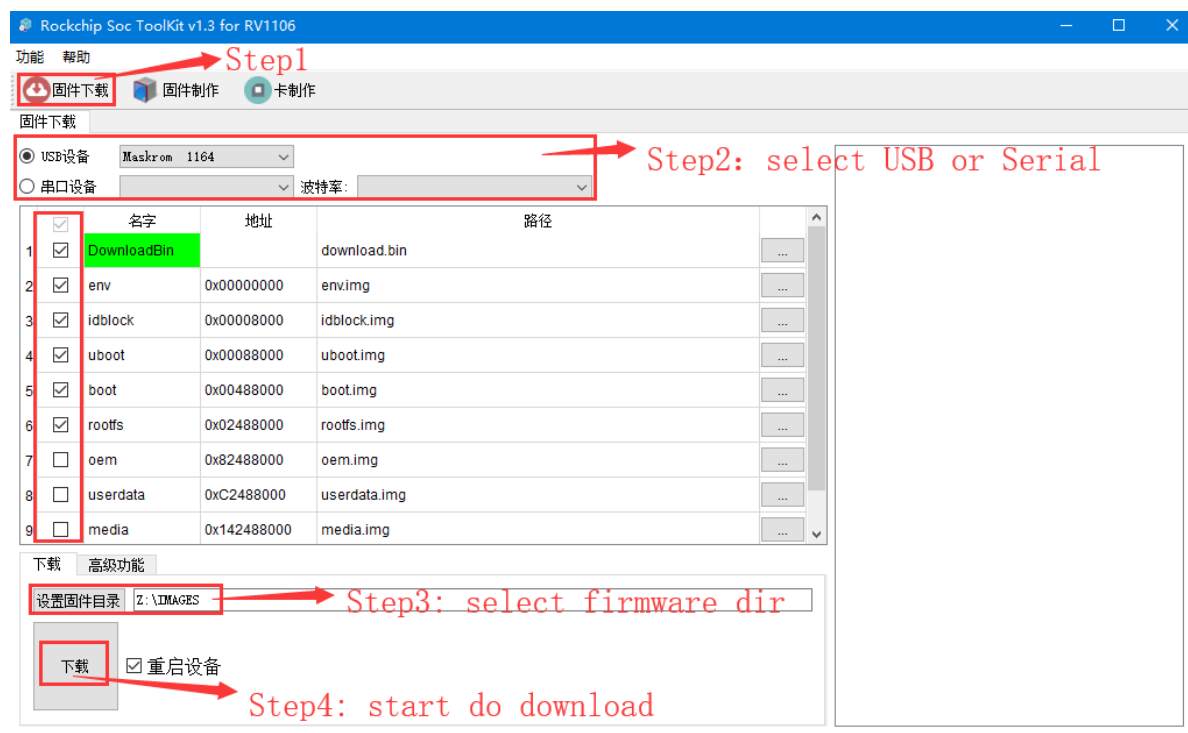 Rockchip Soc ToolKit v1.3 for RV1106
功能 帮助
Step1
固件下载 固件制作 卡制作
固件下载
USB设备 Maskrom 1164
Step2: select USB or Serial
串口设备 波特率:
名字 地址 路径
1 DownloadBin download.bin ...
2 env 0x00000000 env.img ...
3 idblock 0x00008000 idblock.img ...
4 uboot 0x00088000 uboot.img ...
5 boot 0x00488000 boot.img ...
6 rootfs 0x02488000 rootfs.img ...
7 oem 0x82488000 oem.img ...
8 userdata 0xC2488000 userdata.img ...
9 media 0x142488000 media.img ...
下载 高级功能
设置固件目录 Z:\IMAGES
Step3: select firmware dir
下载 重启设备
Step4: start do download